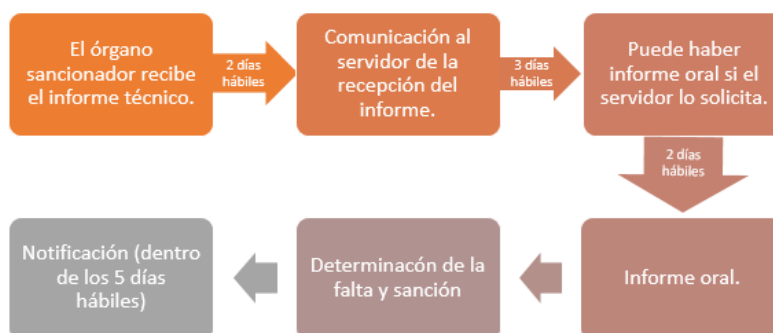 El órgano
sancionador recibe
el informe técnico.
2 días
hábiles
Comunicación al
servidor de la
recepción del
informe.
3 días
hábiles
Puede haber
informe oral si el
servidor lo solicita.
2 días
hábiles
Informe oral.
Determinacón de la
falta y sanción
Notificación (dentro
de los 5 días
hábiles)